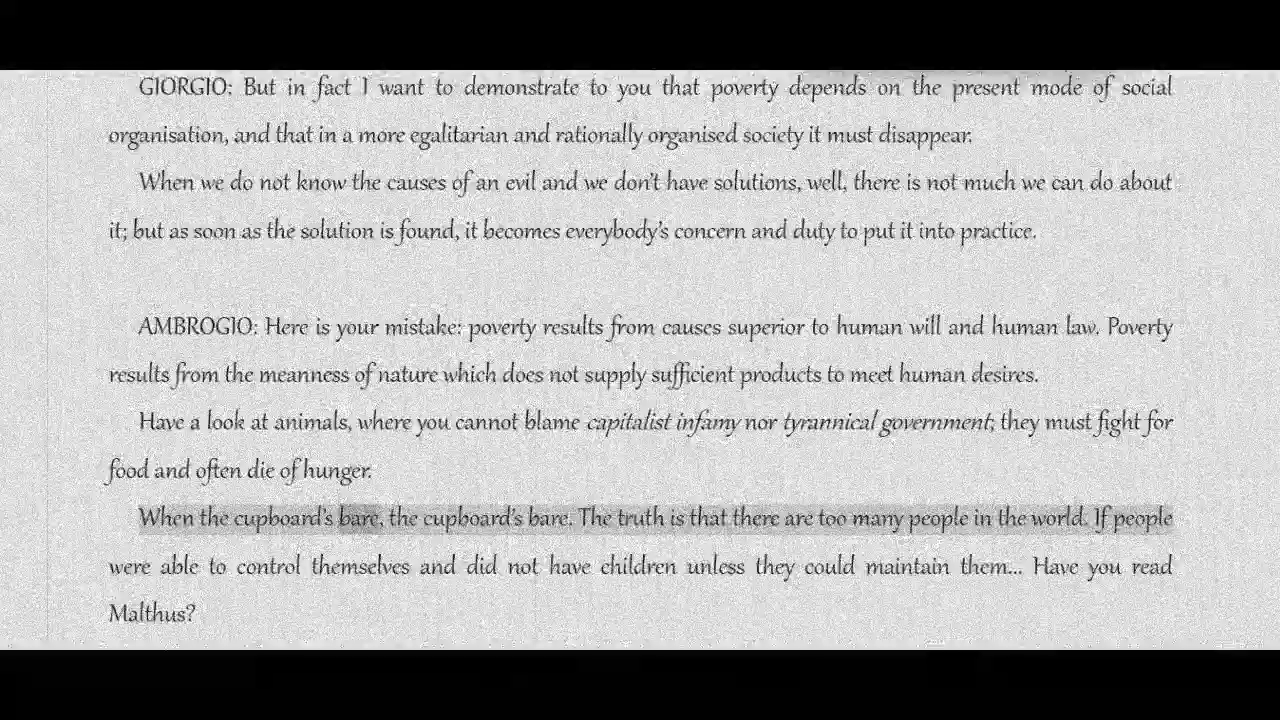 GIORGIO: But in fact I want to demonstrate to you that poverty depends on the present mode of social
organisation, and that in a more egalitarian and rationally organised society it must disappear.
When we do not know the causes of an evil and we don't have solutions, well, there is not much we can do about
it; but as soon as the solution is found, it becomes everybody's concern and duty to put it into practice.
AMBROGIO: Here is your mistake: poverty results from causes superior to human will and human law. Poverty
results from the meanness of nature which does not supply sufficient products to meet human desires.
Have a look at animals, where you cannot blame capitalist infamy nor tyrannical government; they must fight for
food and often die of hunger.
When the cupboard's bare, the cupboard's bare. The truth is that there are too many people in the world. If people
were able to control themselves and did not have children unless they could maintain them... Have you read
Malthus?